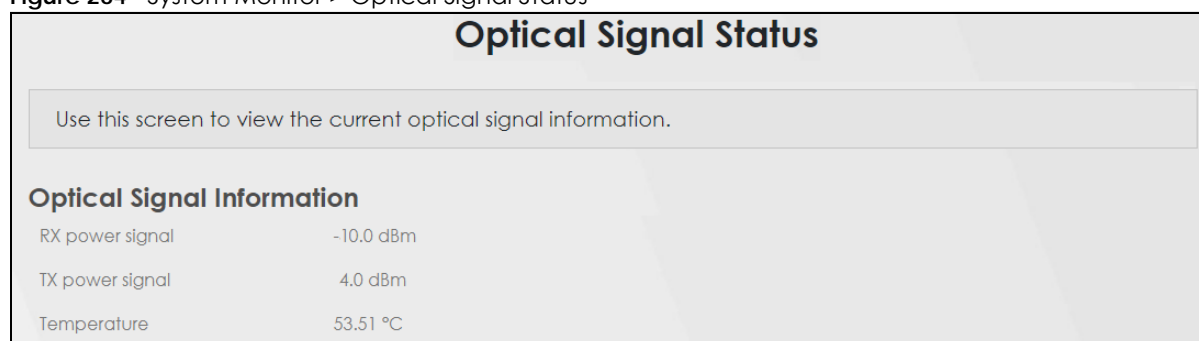 Figure 284 System Monitor > Optical Signal Status
Optical Signal Status
Use this screen to view the current optical signal information.
Optical Signal Information
RX power signal -10.0 dBm
TX power signal 4.0 dBm
Temperature 53.51 °C